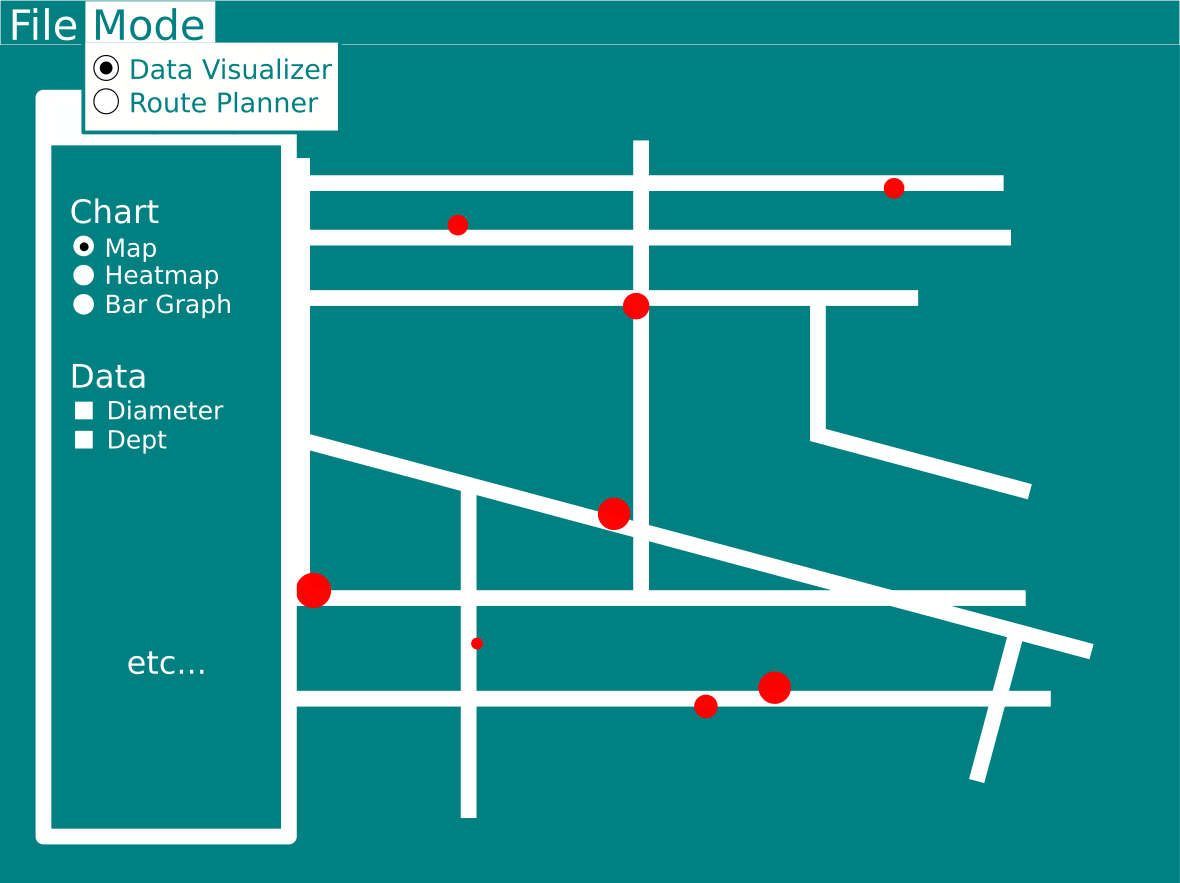 File Mode
Data Visualizer
Route Planner
Chart
Map
Heatmap
Bar Graph
Data
Diameter
Dept
etc...